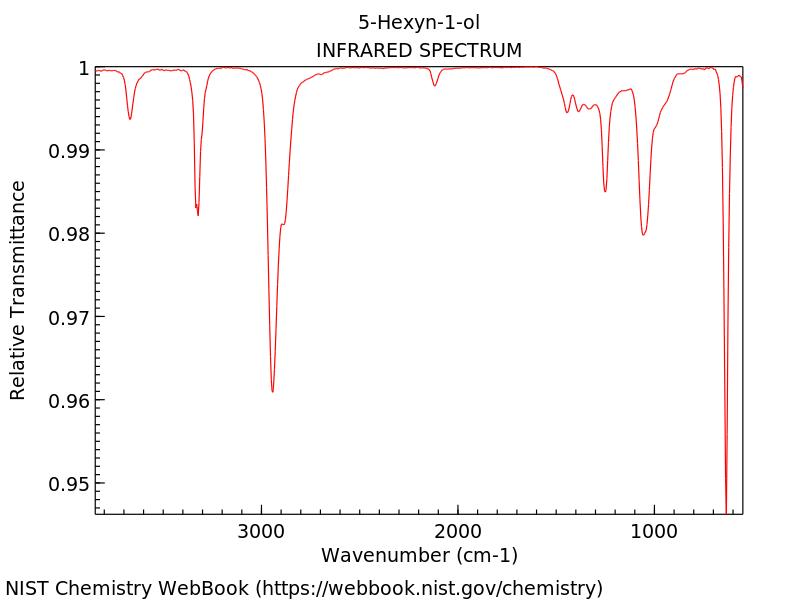 5-Hexyn-1-ol
INFRARED SPECTRUM
1
0.99
0.98
0.97
0.96
0.95
Relative Transmittance
3000 2000 1000
Wavenumber (cm-1)
NIST Chemistry WebBook (https://webbook.nist.gov/chemistry)